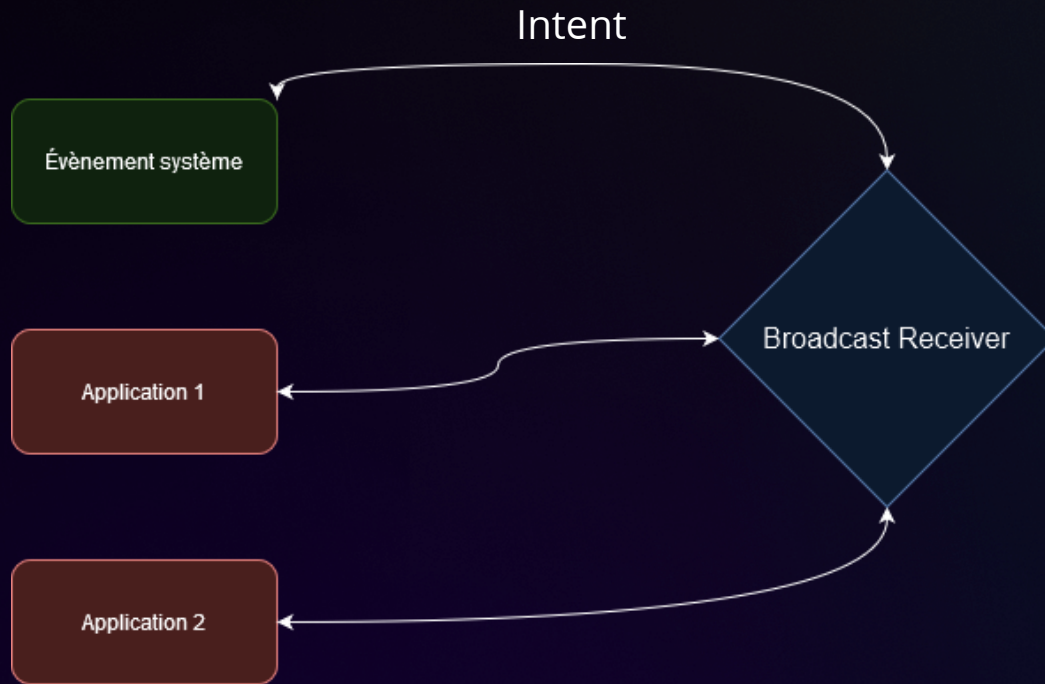 Intent
Évènement système
Application 1
Broadcast Receiver
Application 2